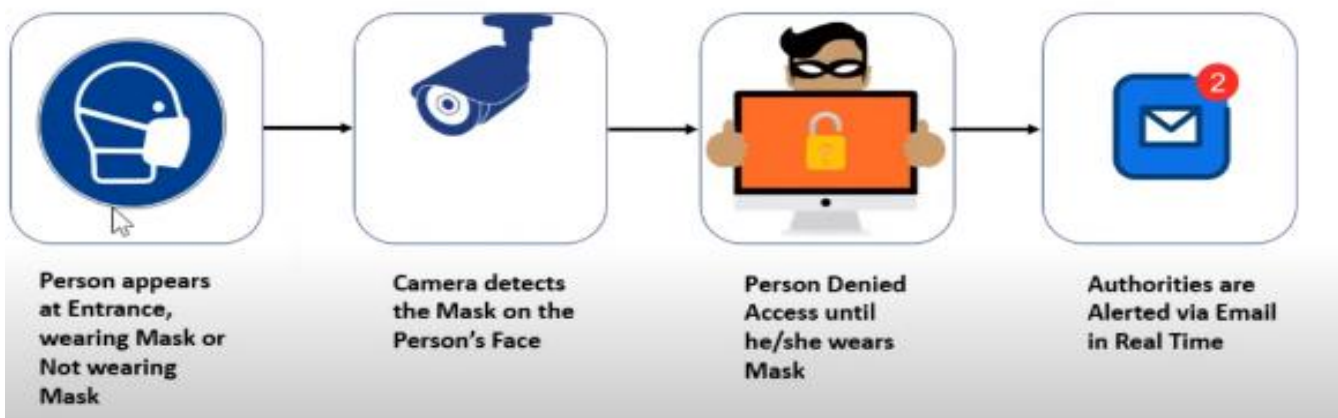 2
Person appears
at Entrance,
wearing Mask or
Not wearing
Mask
Camera detects
the Mask on the
Person's Face
Person Denied
Access until
he/she wears
Mask
Authorities are
Alerted via Email
in Real Time